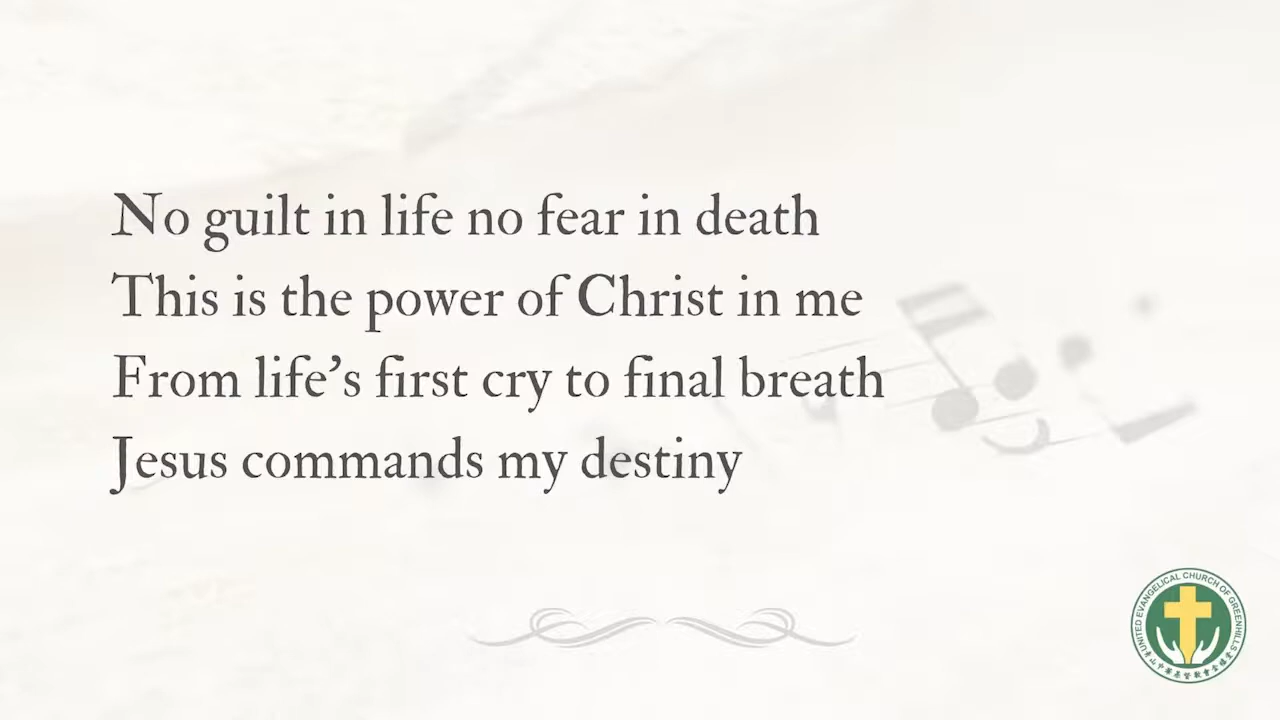 No guilt in life no fear in death
This is the power of Christ in me
From life’s first cry to final breath
Jesus commands my destiny
UNITED EVANGELICAL CHURCH OF GREENHILLS